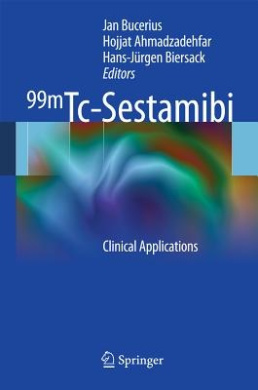 Jan Bucerius
Hojjat Ahmadzadehfar
Hans-Jürgen Biersack
Editors
99mTc-Sestamibi
Clinical Applications
Springer